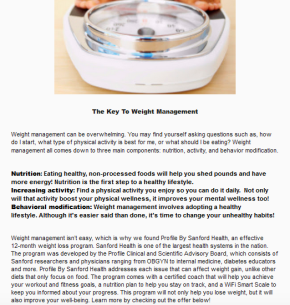 The Key To Weight Management
Weight management can be overwhelming. You may find yourself asking questions such as, how
do I start, what type of physical activity is best for me, or what should I be eating? Weight
management all comes down to three main components: nutrition, activity, and behavior modification.
Nutrition: Eating healthy, non-processed foods will help you shed pounds and have
more energy! Nutrition is the first step to a healthy lifestyle.
Increasing activity: Find a physical activity you enjoy so you can do it daily. Not only
will that activity boost your physical wellness, it improves your mental wellness too!
Behavioral modification: Weight management involves adopting a healthy
lifestyle. Although it's easier said than done, it's time to change your unhealthy habits!
Weight management isn't easy, which is why we found Profile By Sanford Health, an effective
12-month weight loss program. Sanford Health is one of the largest health systems in the nation.
The program was developed by the Profile Clinical and Scientific Advisory Board, which consists of
Sanford researchers and physicians ranging from OBGYN to internal medicine, diabetes educators
and more. Profile By Sanford Health addresses each issue that can affect weight gain, unlike other
diets that only focus on food. The program comes with a certified coach that will help you achieve
your workout and fitness goals, a nutrition plan to help you stay on track, and a WiFi Smart Scale to
keep you informed about your progress. This program will not only help you lose weight, but it will
also improve your well-being. Learn more by checking out the offer below!